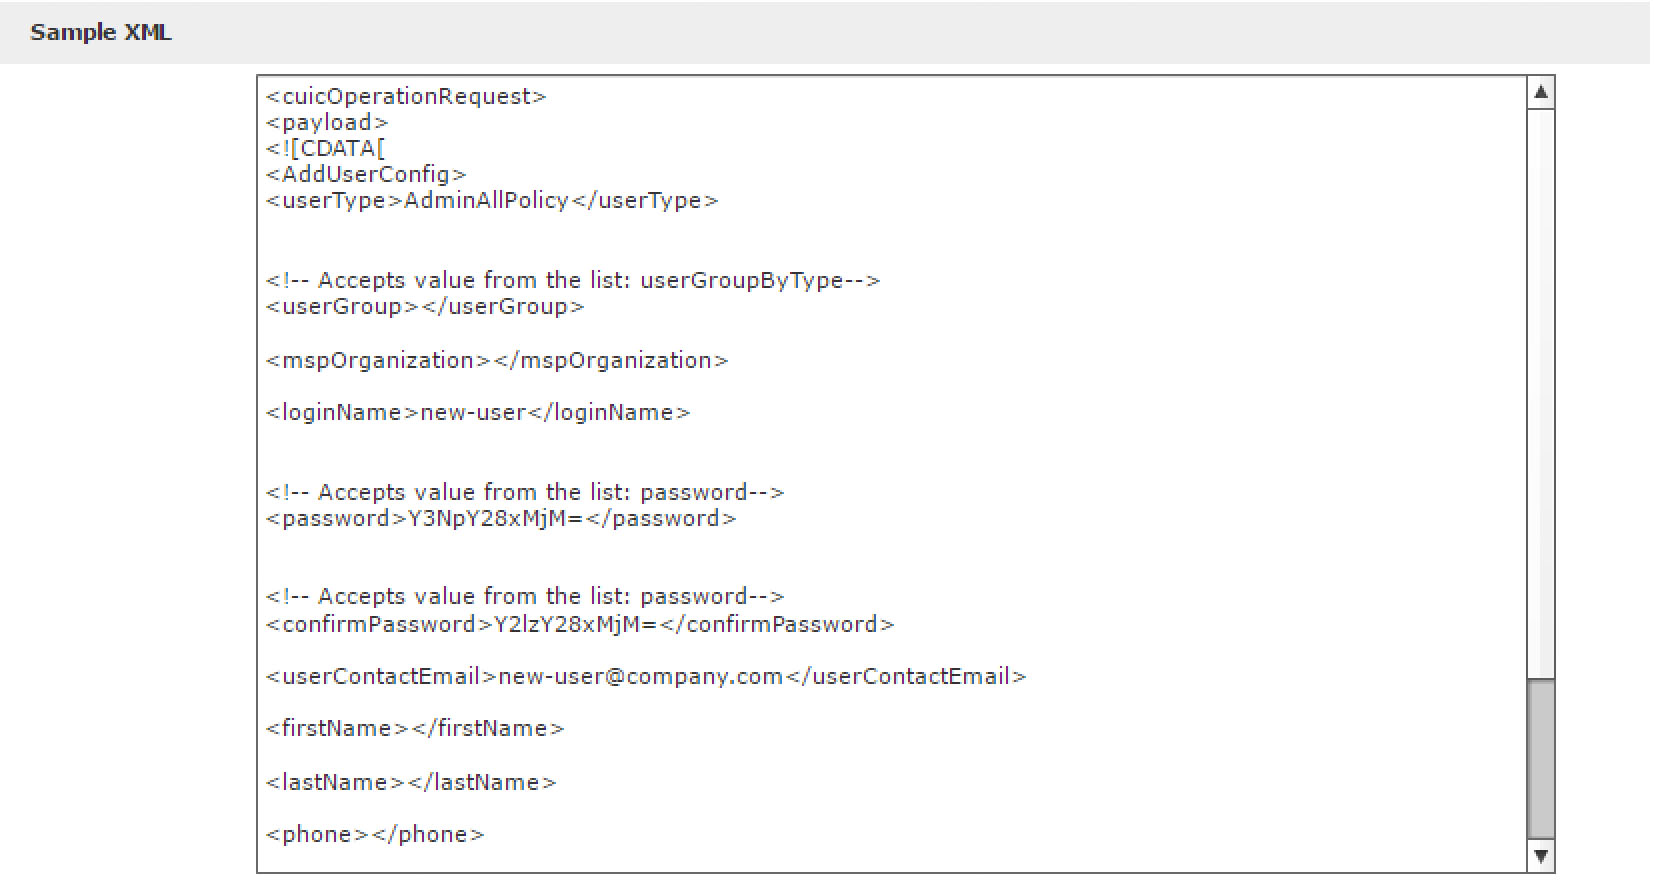 Sample XML
<cuicOperationRequest>
<payload>
<![CDATA[
<AddUserConfig>
<userType>AdminAllPolicy</userType>
<!-- Accepts value from the list: userGroupByType-->
<userGroup></userGroup>
<mspOrganization></mspOrganization>
<loginName>new-user</loginName>
<!-- Accepts value from the list: password-->
<password>Y3NpY28xMjM=</password>
<!-- Accepts value from the list: password-->
<confirmPassword>Y2lzY28xMjM=</confirmPassword>
<userContactEmail>new-user@company.com</userContactEmail>
<firstName></firstName>
<lastName></lastName>
<phone></phone>